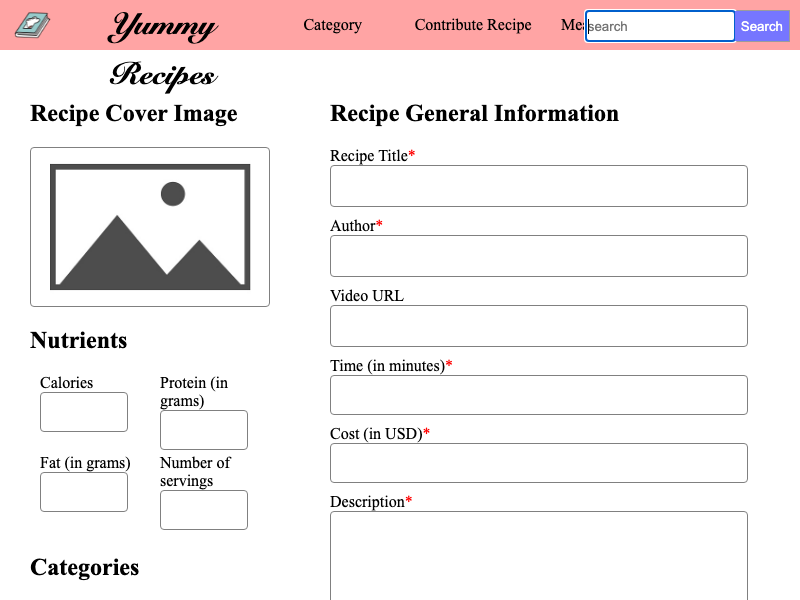 Yummy
Recipes
Category
Contribute Recipe
search
Search
Recipe Cover Image
Nutrients
Calories
Protein (in
grams)
Fat (in grams)
Number of
servings
Categories
Recipe General Information
Recipe Title*
Author*
Video URL
Time (in minutes)*
Cost (in USD)*
Description*